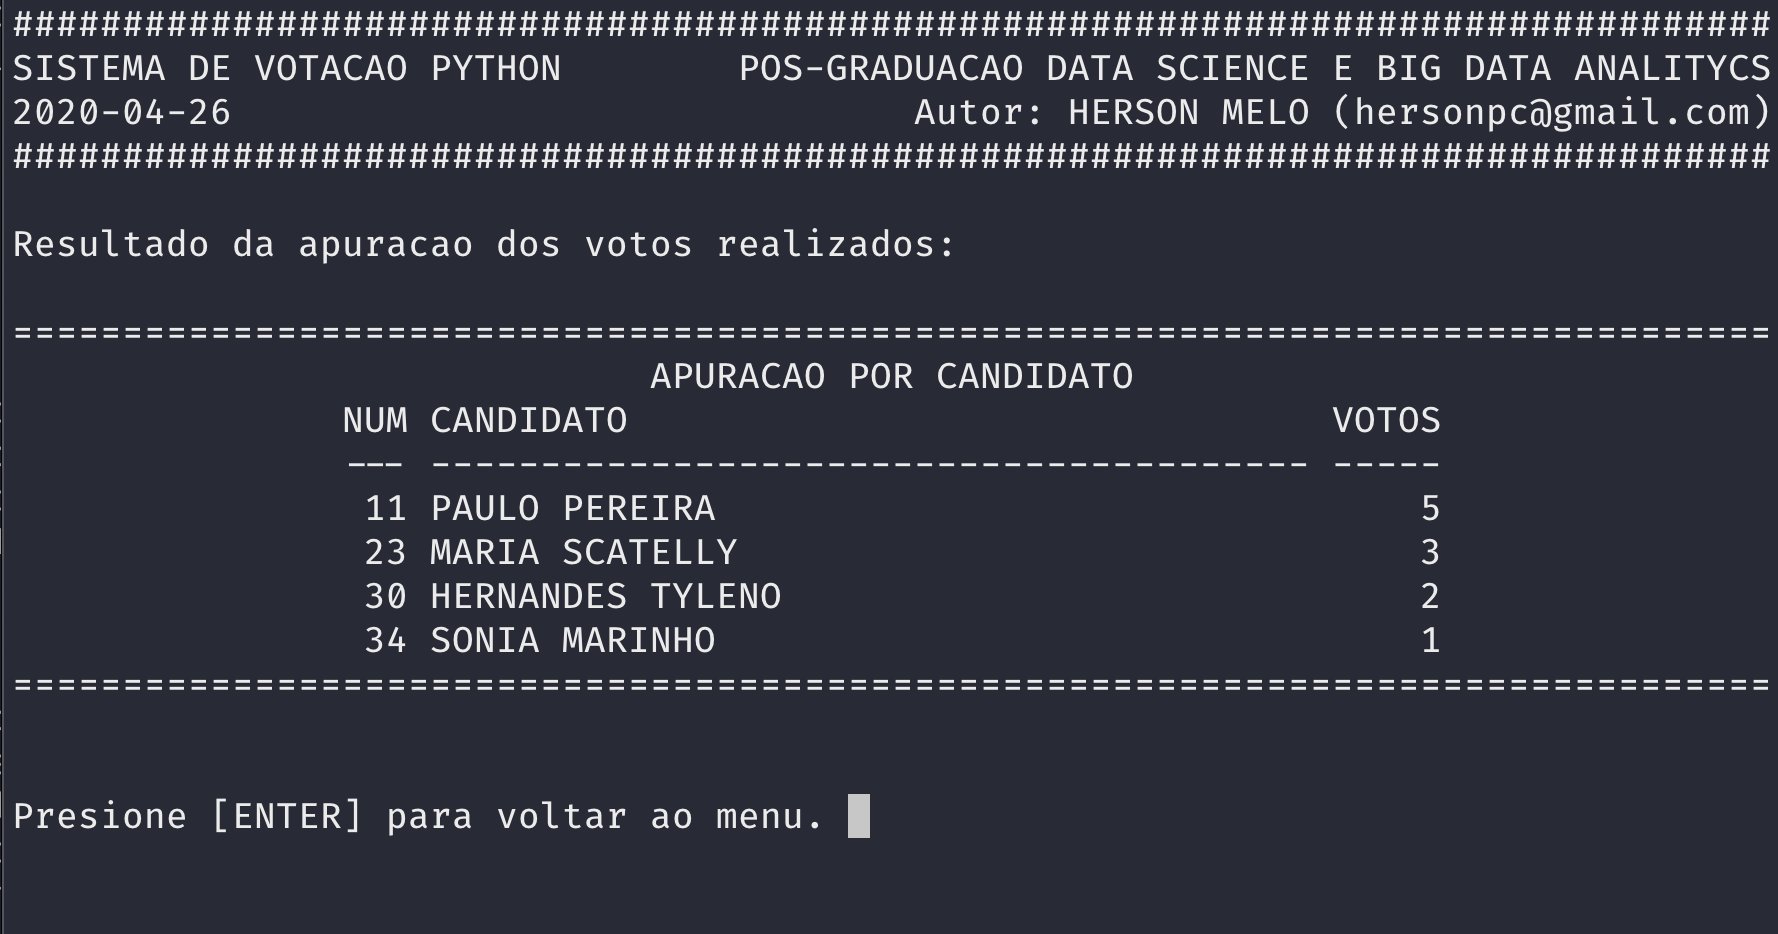 ################################################################################
SISTEMA DE VOTACAO PYTHON        POS-GRADUACAO DATA SCIENCE E BIG DATA ANALITYCS
2020-04-26                               Autor: HERSON MELO (hersonpc@gmail.com)
################################################################################
Resultado da apuracao dos votos realizados:
================================================================================
APURACAO POR CANDIDATO
NUM CANDIDATO                                VOTOS
--- ---------------------------------------- -----
11 PAULO PEREIRA                                5
23 MARIA SCATELLY                               3
30 HERNANDES TYLENO                             2
34 SONIA MARINHO                                1
================================================================================
Presione [ENTER] para voltar ao menu.